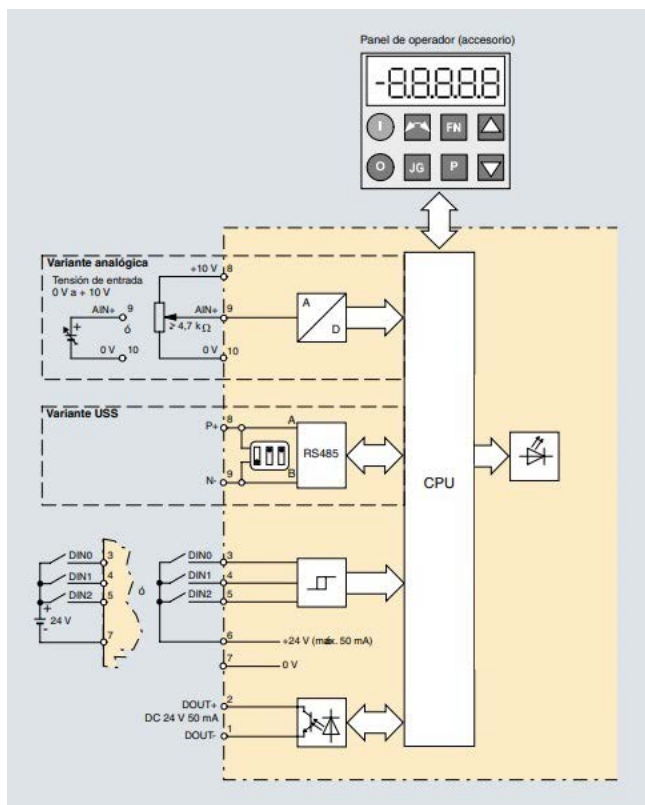 Panel de operador (accesorio)
-8.8.8.8.8
I
FN
O
JG
P
Variante analógica
Tensión de entrada
0 V a + 10 V
AIN+ 9
+
ó
0 V 10
+10 V 8
AIN+ 9
≥ 4,7 kΩ
0 V 10
A
D
Variante USS
P+ 8 A
RS485
N- 9 B
CPU
DIN0 3
DIN1 4
DIN2 5
+
24 V
-
7
ó
DIN0 3
DIN1 4
DIN2 5
6 +24 V (máx. 50 mA)
7 0 V
DOUT+ 2
DC 24 V 50 mA
DOUT- 1